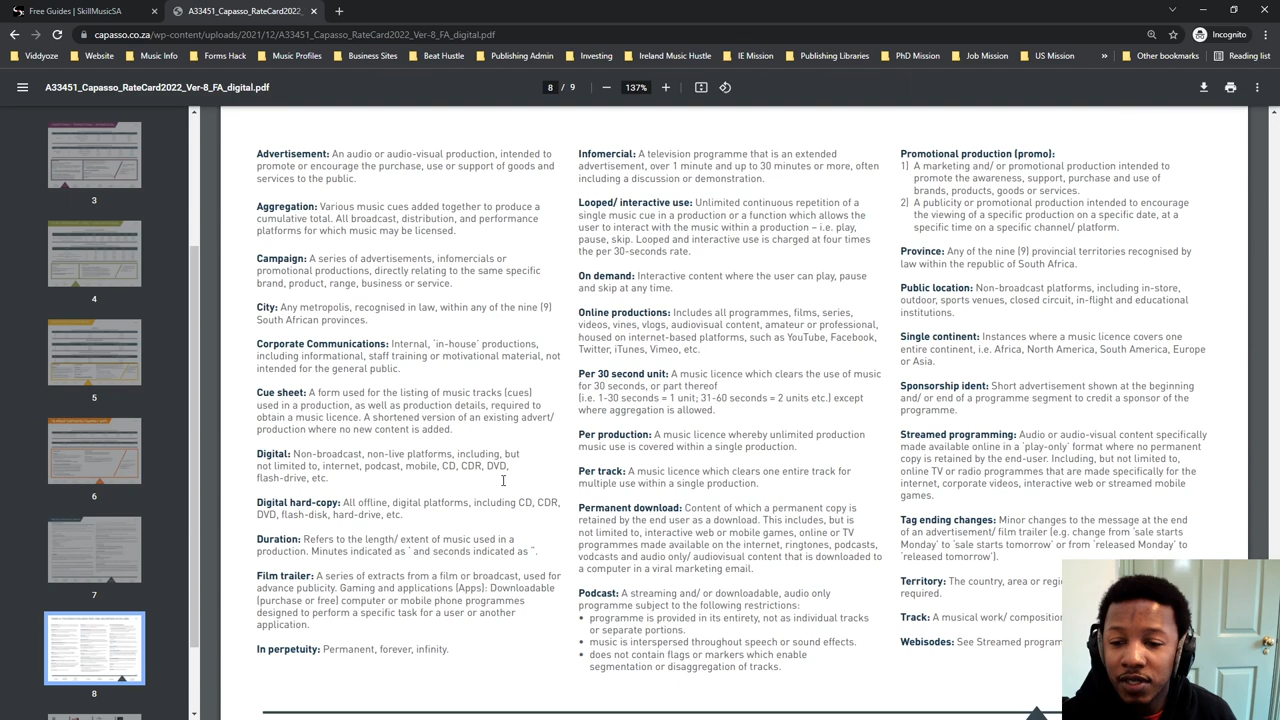 Free Guides | SkillMusicSA
A33451_Capasso_RateCard2022_
capasso.co.za/wp-content/uploads/2021/12/A33451_Capasso_RateCard2022_Ver-8_FA_digital.pdf
Incognito
Viddyoze
Website
Music Info
Forms Hack
Music Profiles
Business Sites
Beat Hustle
Publishing Admin
Investing
Ireland Music Hustle
IE Mission
Publishing Libraries
PhD Mission
Job Mission
US Mission
Other bookmarks
Reading list
A33451_Capasso_RateCard2022_Ver-8_FA_digital.pdf
8 / 9
137%
3
4
5
6
7
8
Advertisement: An audio or audio-visual production, intended to
promote or encourage the purchase, use or support of goods and
services to the public.
Aggregation: Various music cues added together to produce a
cumulative total. All broadcast, distribution, and performance
platforms for which music may be licensed.
Campaign: A series of advertisements, infomercials or
promotional productions, directly relating to the same specific
brand, product, range, business or service.
City: Any metropolis, recognised in law, within any of the nine (9)
South African provinces.
Corporate Communications: Internal, 'in-house' productions,
including informational, staff training or motivational material, not
intended for the general public.
Cue sheet: A form used for the listing of music tracks (cues)
used in a production, as well as production details, required to
obtain a music licence. A shortened version of an existing advert/
production where no new content is added.
Digital: Non-broadcast, non-live platforms, including, but
not limited to, internet, podcast, mobile, CD, CDR, DVD,
flash-drive, etc.
Digital hard-copy: All offline, digital platforms, including CD, CDR,
DVD, flash-disk, hard-drive, etc.
Duration: Refers to the length/ extent of music used in a
production. Minutes indicated as ' and seconds indicated as ".
Film trailer: A series of extracts from a film or broadcast, used for
advance publicity. Gaming and applications (Apps): Downloadable
(purchase or free) computer or mobile phone programmes
designed to perform a specific task for a user or another
application.
In perpetuity: Permanent, forever, infinity.
Infomercial: A television programme that is an extended
advertisement, over 1 minute and up to 30 minutes or more, often
including a discussion or demonstration.
Looped/ interactive use: Unlimited continuous repetition of a
single music cue in a production or a function which allows the
user to interact with the music within a production – i.e. play,
pause, skip. Looped and interactive use is charged at four times
the per 30-seconds rate.
On demand: Interactive content where the user can play, pause
and skip at any time.
Online productions: Includes all programmes, films, series,
videos, vines, vlogs, audiovisual content, amateur or professional,
housed on internet-based platforms, such as YouTube, Facebook,
Twitter, iTunes, Vimeo, etc.
Per 30 second unit: A music licence which clears the use of music
for 30 seconds, or part thereof
(i.e. 1-30 seconds = 1 unit; 31-60 seconds = 2 units etc.) except
where aggregation is allowed.
Per production: A music licence whereby unlimited production
music use is covered within a single production.
Per track: A music licence which clears one entire track for
multiple use within a single production.
Permanent download: Content of which a permanent copy is
retained by the end user as a download. This includes, but is
not limited to, interactive web or mobile games, online or TV
programmes made available on the internet, ringtones, podcasts,
vodcasts and audio only/ audiovisual content that is downloaded to
a computer in a viral marketing email.
Podcast: A streaming and/ or downloadable, audio only
programme subject to the following restrictions:
• programme is provided in its entirety, not as individual tracks
or separate portions.
• music is interspersed throughout speech or sound effects.
• does not contain flags or markers which enable
segmentation or disaggregation of tracks.
Promotional production (promo):
1) A marketing and/ or promotional production intended to
promote the awareness, support, purchase and use of
brands, products, goods or services.
2) A publicity or promotional production intended to encourage
the viewing of a specific production on a specific date, at a
specific time on a specific channel/ platform.
Province: Any of the nine (9) provincial territories recognised by
law within the republic of South Africa.
Public location: Non-broadcast platforms, including in-store,
outdoor, sports venues, closed circuit, in-flight and educational
institutions.
Single continent: Instances where a music licence covers one
entire continent, i.e. Africa, North America, South America, Europe
or Asia.
Sponsorship ident: Short advertisement shown at the beginning
and/ or end of a programme segment to credit a sponsor of the
programme.
Streamed programming: Audio or audio-visual content specifically
made available online in a 'play-only' format where no permanent
copy is retained by the end-user. Including, but not limited to,
online TV or radio programmes that are made specifically for the
internet, corporate videos, interactive web or streamed mobile
games.
Tag ending changes: Minor changes to the message at the end
of an advertisement/ film trailer (e.g. change from 'sale starts
Monday' to 'sale starts tomorrow' or from 'released Monday' to
'released tomorrow').
Territory: The country, area or regi
required.
Track: A musical work/ composition
Webisodes: See Streamed program